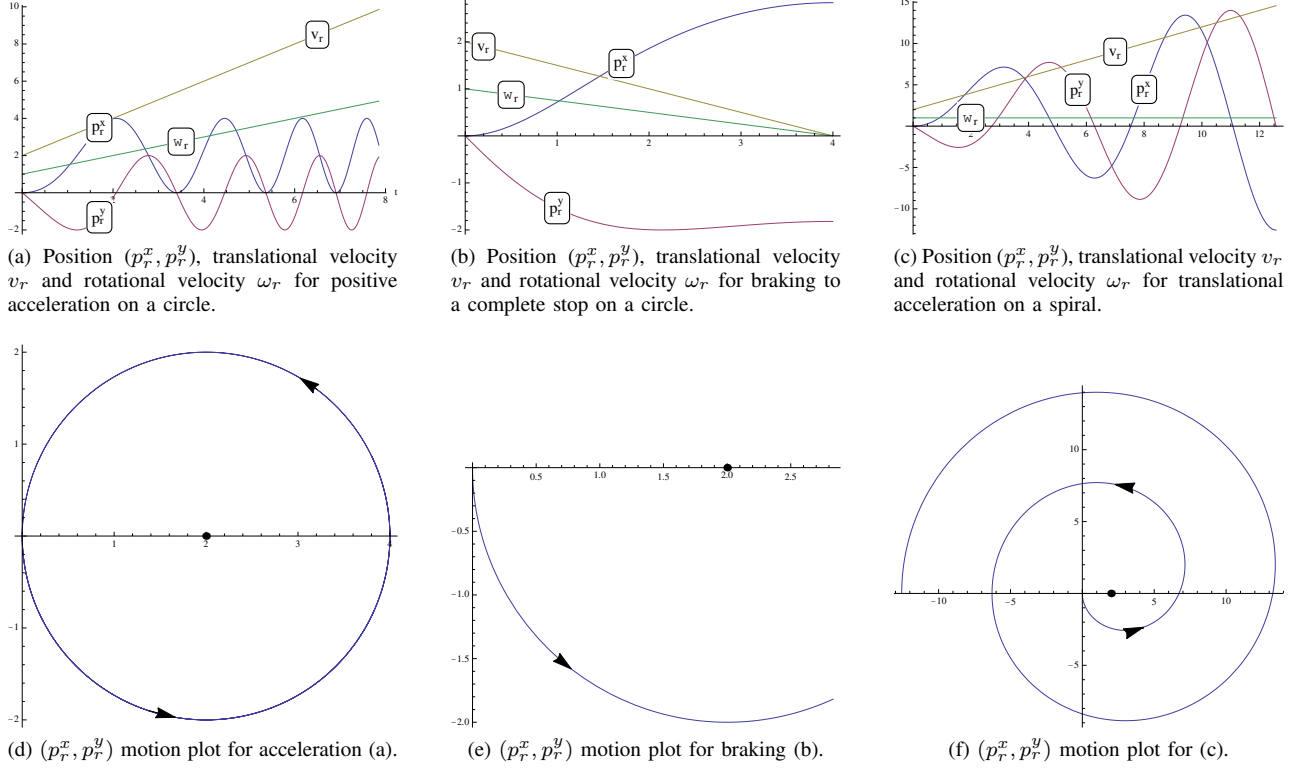 10
8
6
4
2
-2
v_r
p_r^x
w_r
p_r^y
2
4
6
8
t
(a) Position (p_r^x, p_r^y), translational velocity
v_r and rotational velocity ω_r for positive
acceleration on a circle.
2
1
-1
-2
v_r
p_r^x
w_r
p_r^y
1
2
3
4
(b) Position (p_r^x, p_r^y), translational velocity
v_r and rotational velocity ω_r for braking to
a complete stop on a circle.
15
10
5
-5
-10
v_r
p_r^y
p_r^x
w_r
2
4
6
8
10
12
(c) Position (p_r^x, p_r^y), translational velocity v_r
and rotational velocity ω_r for translational
acceleration on a spiral.
2
1
-1
-2
1
2
3
4
(d) (p_r^x, p_r^y) motion plot for acceleration (a).
0.5
1.0
1.5
2.0
2.5
-0.5
-1.0
-1.5
-2.0
(e) (p_r^x, p_r^y) motion plot for braking (b).
10
5
-5
-10
-5
5
10
(f) (p_r^x, p_r^y) motion plot for (c).